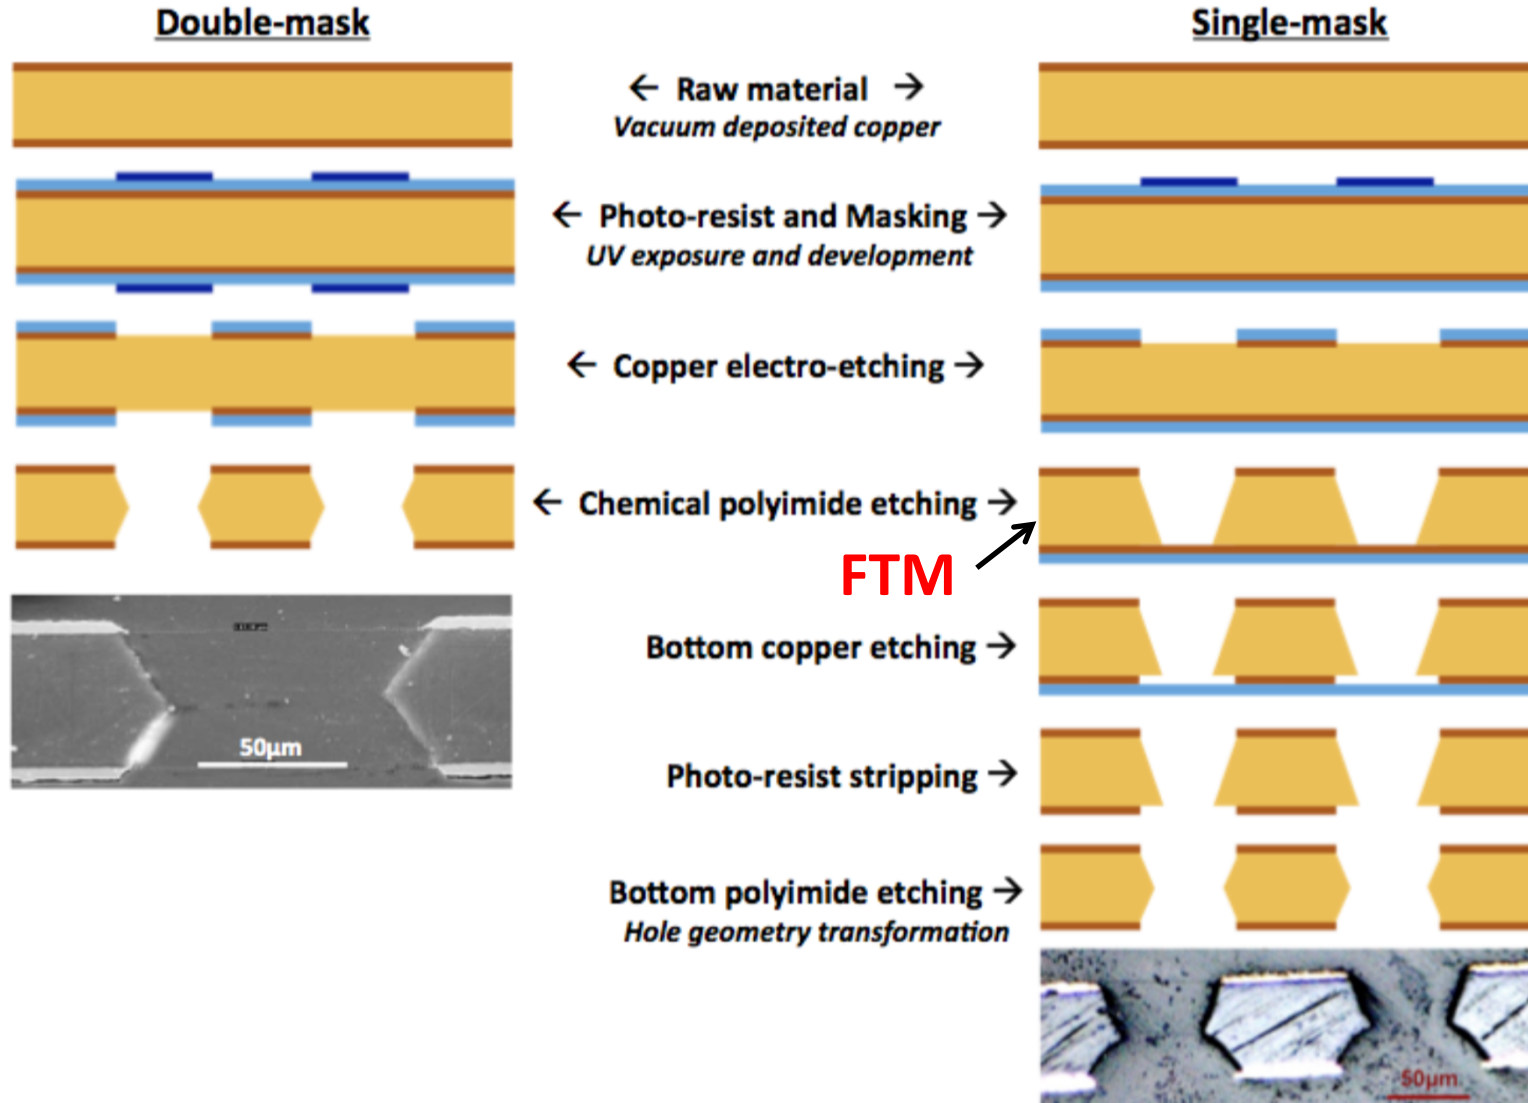 Double-mask
Single-mask
← Raw material →
Vacuum deposited copper
← Photo-resist and Masking →
UV exposure and development
← Copper electro-etching →
← Chemical polyimide etching →
FTM
Bottom copper etching →
50µm
Photo-resist stripping →
Bottom polyimide etching →
Hole geometry transformation
50µm